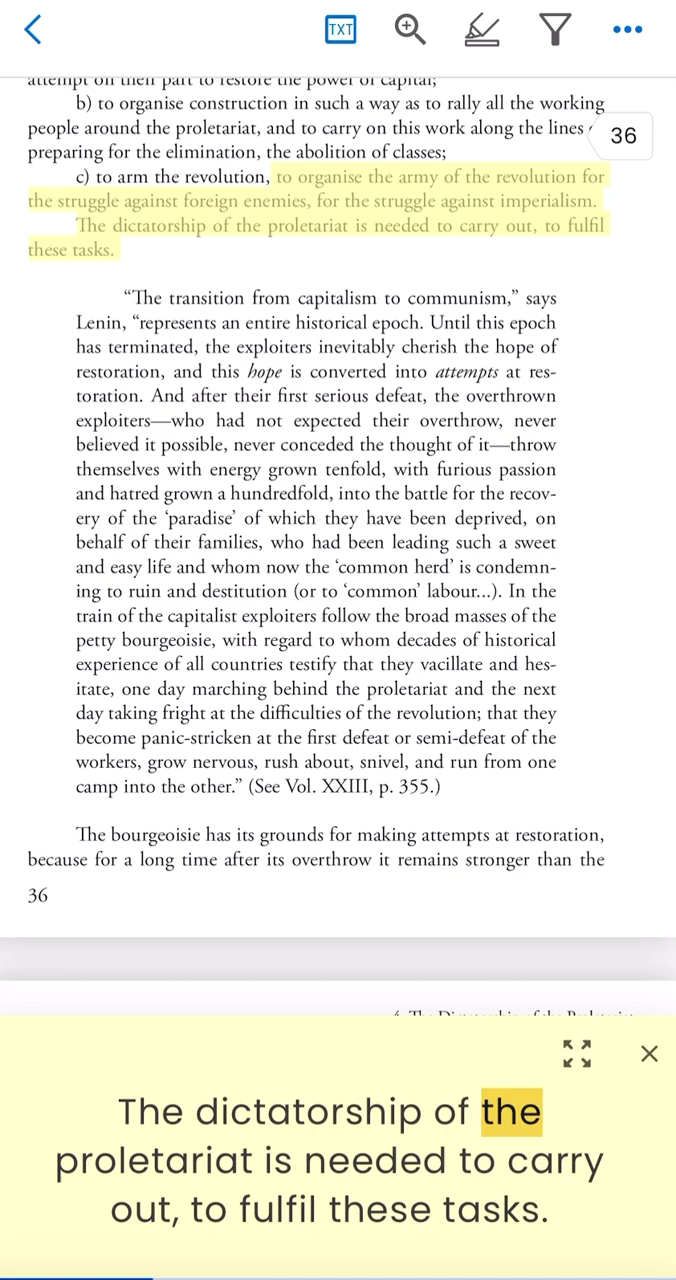 TXT
attempt on their part to restore the power of capital;
b) to organise construction in such a way as to rally all the working
people around the proletariat, and to carry on this work along the lines
36
preparing for the elimination, the abolition of classes;
c) to arm the revolution, to organise the army of the revolution for
the struggle against foreign enemies, for the struggle against imperialism.
The dictatorship of the proletariat is needed to carry out, to fulfil
these tasks.
“The transition from capitalism to communism,” says
Lenin, “represents an entire historical epoch. Until this epoch
has terminated, the exploiters inevitably cherish the hope of
restoration, and this hope is converted into attempts at res-
toration. And after their first serious defeat, the overthrown
exploiters—who had not expected their overthrow, never
believed it possible, never conceded the thought of it—throw
themselves with energy grown tenfold, with furious passion
and hatred grown a hundredfold, into the battle for the recov-
ery of the ‘paradise’ of which they have been deprived, on
behalf of their families, who had been leading such a sweet
and easy life and whom now the ‘common herd’ is condemn-
ing to ruin and destitution (or to ‘common’ labour...). In the
train of the capitalist exploiters follow the broad masses of the
petty bourgeoisie, with regard to whom decades of historical
experience of all countries testify that they vacillate and hes-
itate, one day marching behind the proletariat and the next
day taking fright at the difficulties of the revolution; that they
become panic-stricken at the first defeat or semi-defeat of the
workers, grow nervous, rush about, snivel, and run from one
camp into the other.” (See Vol. XXIII, p. 355.)
The bourgeoisie has its grounds for making attempts at restoration,
because for a long time after its overthrow it remains stronger than the
36
The dictatorship of the
proletariat is needed to carry
out, to fulfil these tasks.